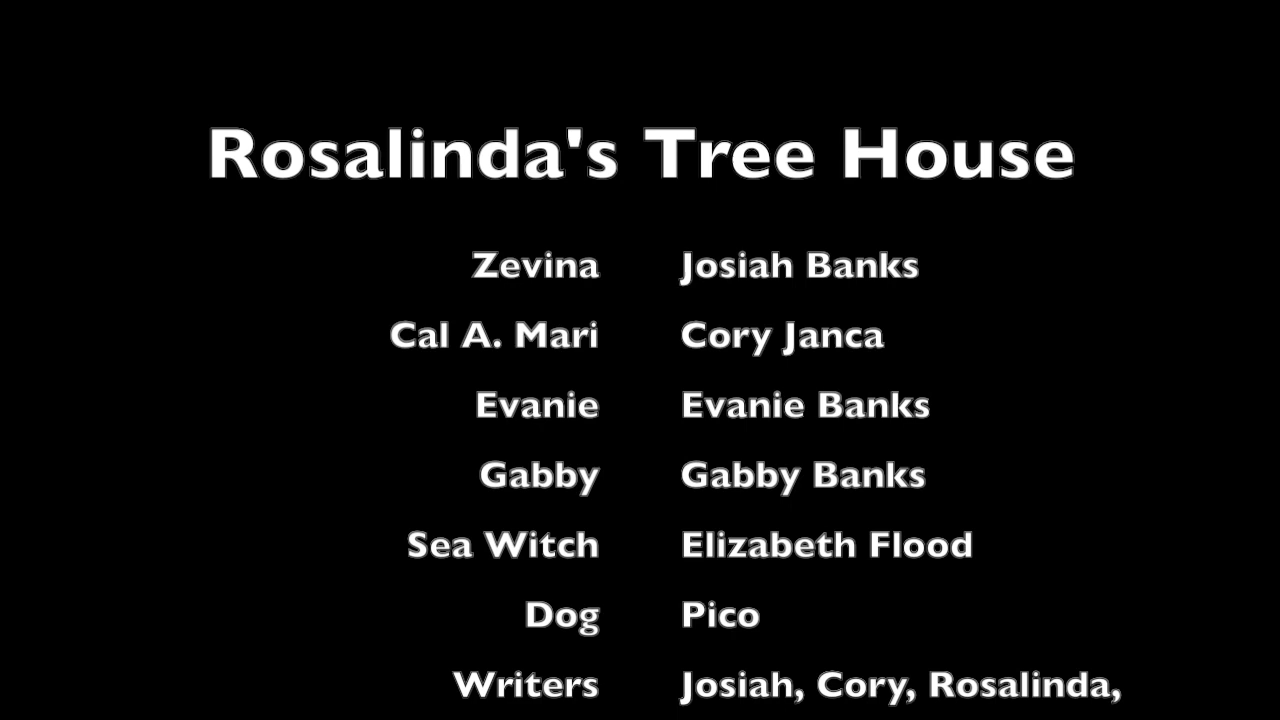 Rosalinda's Tree House
Zevina Josiah Banks
Cal A. Mari Cory Janca
Evanie Evanie Banks
Gabby Gabby Banks
Sea Witch Elizabeth Flood
Dog Pico
Writers Josiah, Cory, Rosalinda,